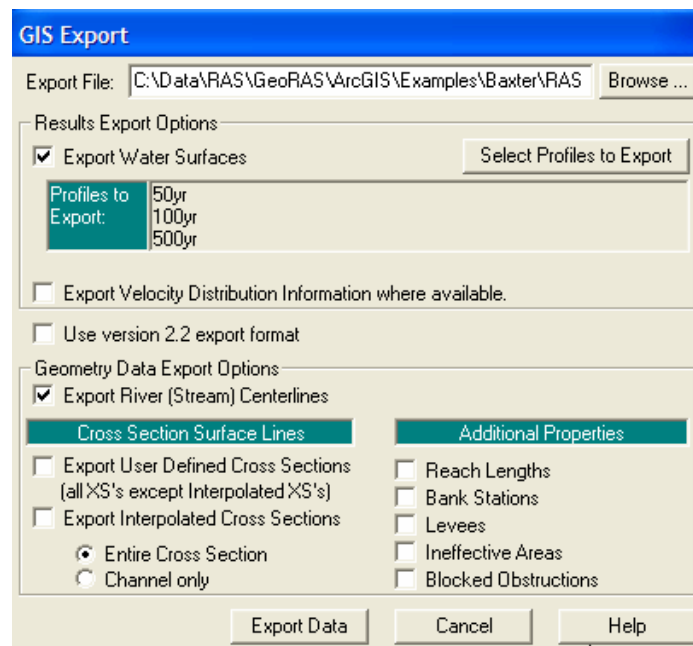 GIS Export
Export File: C:\Data\RAS\GeoRAS\ArcGIS\Examples\Baxter\RAS Browse ...
Results Export Options
Export Water Surfaces Select Profiles to Export
Profiles to Export: 50yr
100yr
500yr
Export Velocity Distribution Information where available.
Use version 2.2 export format
Geometry Data Export Options
Export River (Stream) Centerlines
Cross Section Surface Lines Additional Properties
Export User Defined Cross Sections Reach Lengths
(all XS's except Interpolated XS's) Bank Stations
Export Interpolated Cross Sections Levees
Entire Cross Section Ineffective Areas
Channel only Blocked Obstructions
Export Data Cancel Help